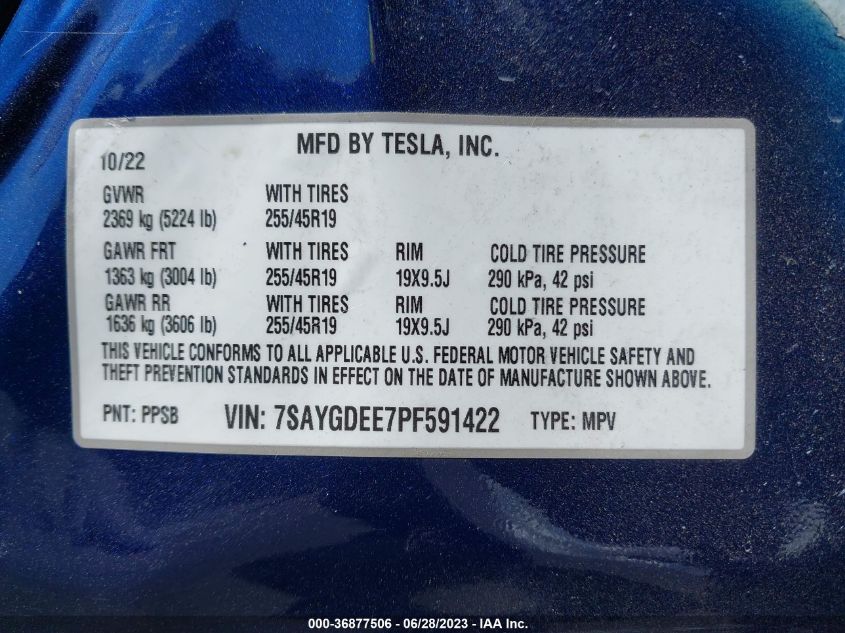 MFD BY TESLA, INC.
10/22
GVWR WITH TIRES
2369 kg (5224 lb) 255/45R19
GAWR FRT WITH TIRES RIM COLD TIRE PRESSURE
1363 kg (3004 lb) 255/45R19 19X9.5J 290 kPa, 42 psi
GAWR RR WITH TIRES RIM COLD TIRE PRESSURE
1636 kg (3606 lb) 255/45R19 19X9.5J 290 kPa, 42 psi
THIS VEHICLE CONFORMS TO ALL APPLICABLE U.S. FEDERAL MOTOR VEHICLE SAFETY AND
THEFT PREVENTION STANDARDS IN EFFECT ON THE DATE OF MANUFACTURE SHOWN ABOVE.
PNT: PPSB VIN: 7SAYGDEE7PF591422 TYPE: MPV
000-36877506 - 06/28/2023 - IAA Inc.